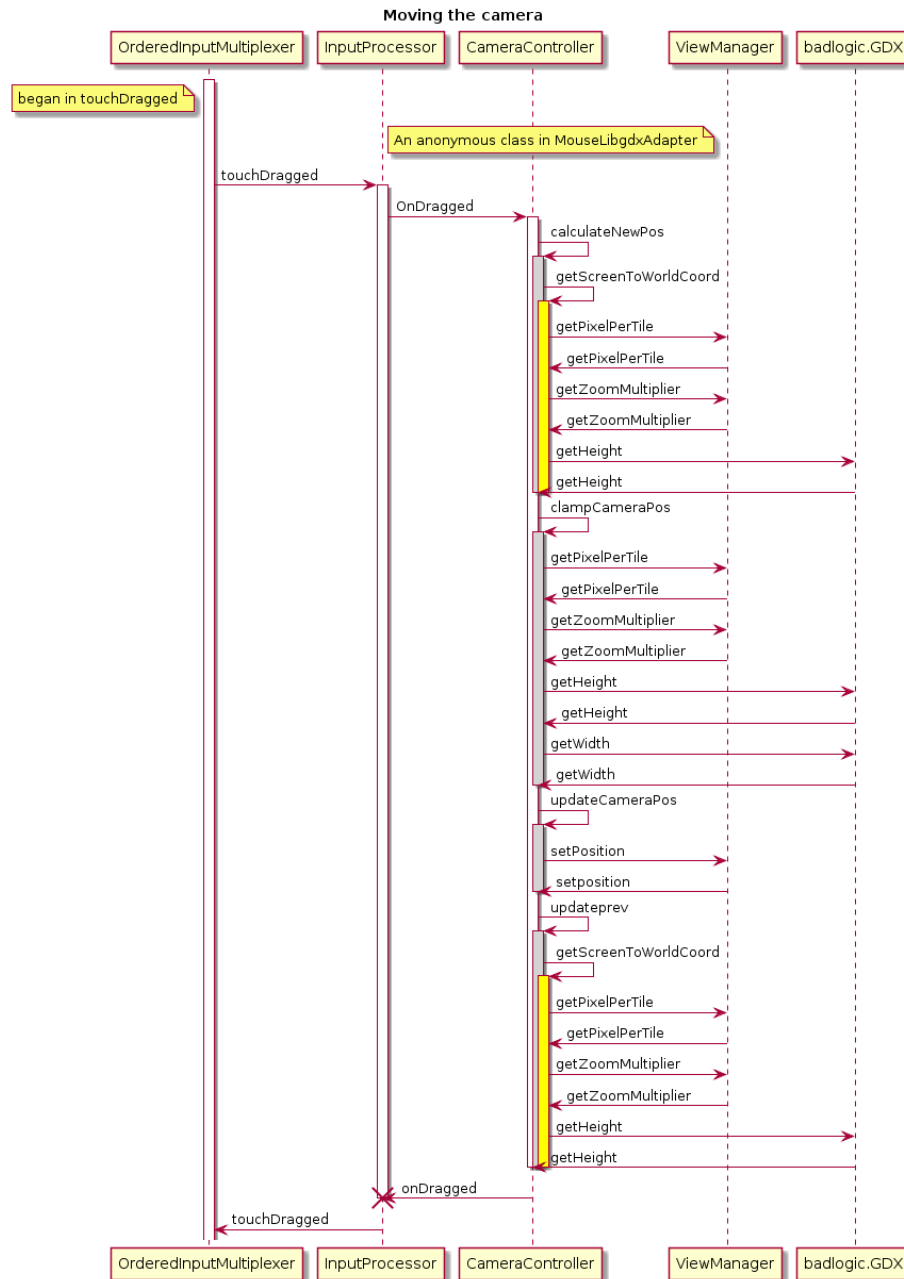 Moving the camera
OrderedInputMultiplexer
InputProcessor
CameraController
ViewManager
badlogic.GDX
began in touchDragged
An anonymous class in MouseLibgdxAdapter
touchDragged
OnDragged
calculateNewPos
getScreenToWorldCoord
getPixelPerTile
getPixelPerTile
getZoomMultiplier
getZoomMultiplier
getHeight
getHeight
clampCameraPos
getPixelPerTile
getPixelPerTile
getZoomMultiplier
getZoomMultiplier
getHeight
getHeight
getWidth
getWidth
updateCameraPos
setPosition
setposition
updateprev
getScreenToWorldCoord
getPixelPerTile
getPixelPerTile
getZoomMultiplier
getZoomMultiplier
getHeight
getHeight
onDragged
touchDragged
OrderedInputMultiplexer
InputProcessor
CameraController
ViewManager
badlogic.GDX